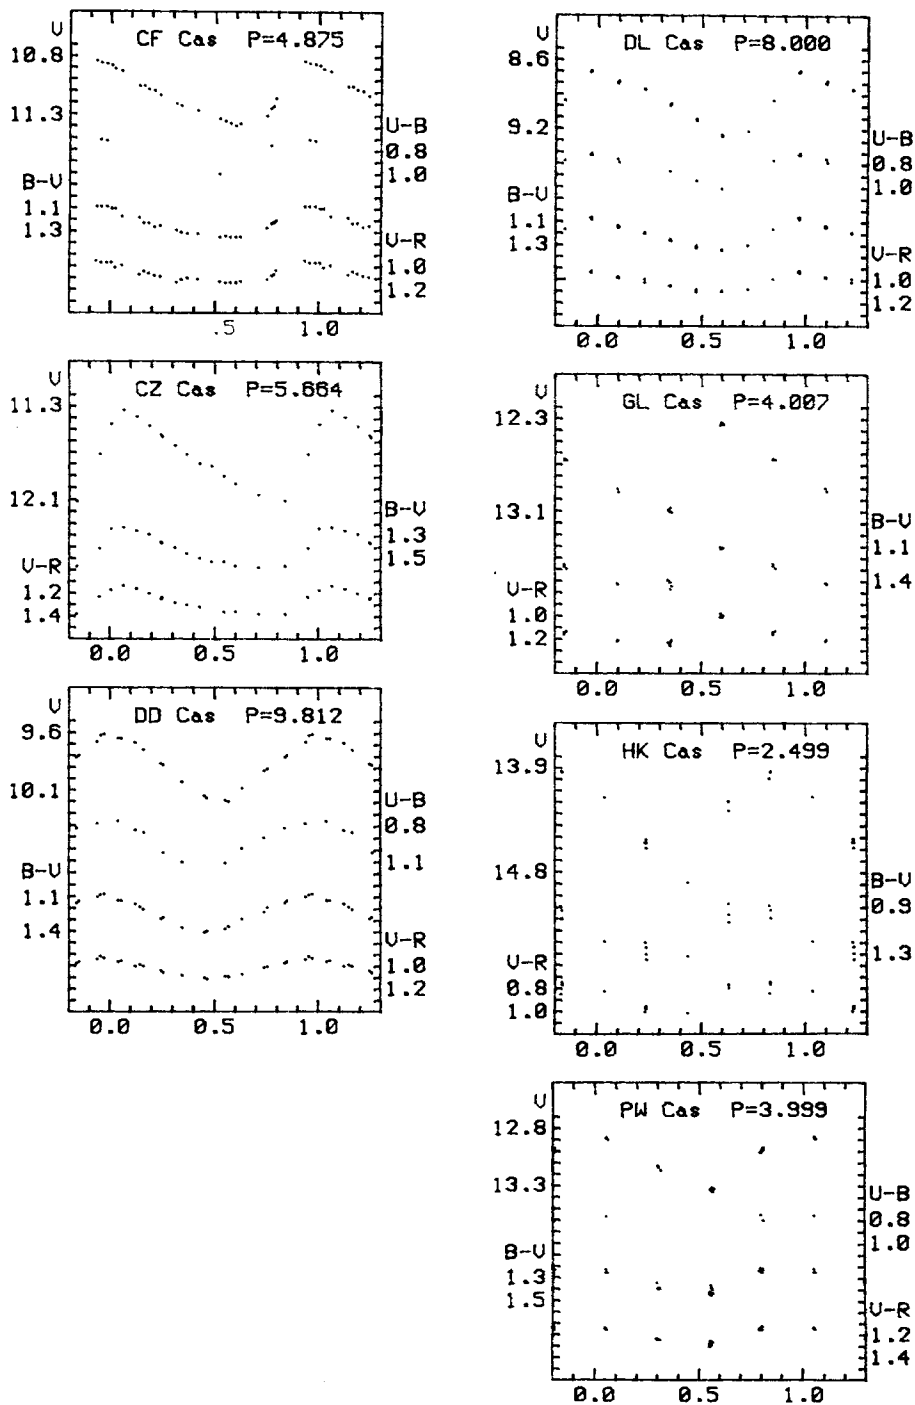 CF Cas P=4.875
V
10.8
11.3
B-V
1.1
1.3
U-B
0.8
1.0
V-R
1.0
1.2
.5 1.0
CZ Cas P=5.664
V
11.3
12.1
V-R
1.2
1.4
B-V
1.3
1.5
0.0 0.5 1.0
DD Cas P=9.812
V
9.6
10.1
B-V
1.1
1.4
U-B
0.8
1.1
V-R
1.0
1.2
0.0 0.5 1.0
DL Cas P=8.000
V
8.6
9.2
B-V
1.1
1.3
U-B
0.8
1.0
V-R
1.0
1.2
0.0 0.5 1.0
GL Cas P=4.007
V
12.3
13.1
V-R
1.0
1.2
B-V
1.1
1.4
0.0 0.5 1.0
HK Cas P=2.499
V
13.9
14.8
V-R
0.8
1.0
B-V
0.9
1.3
0.0 0.5 1.0
PW Cas P=3.999
V
12.8
13.3
B-V
1.3
1.5
U-B
0.8
1.0
V-R
1.2
1.4
0.0 0.5 1.0